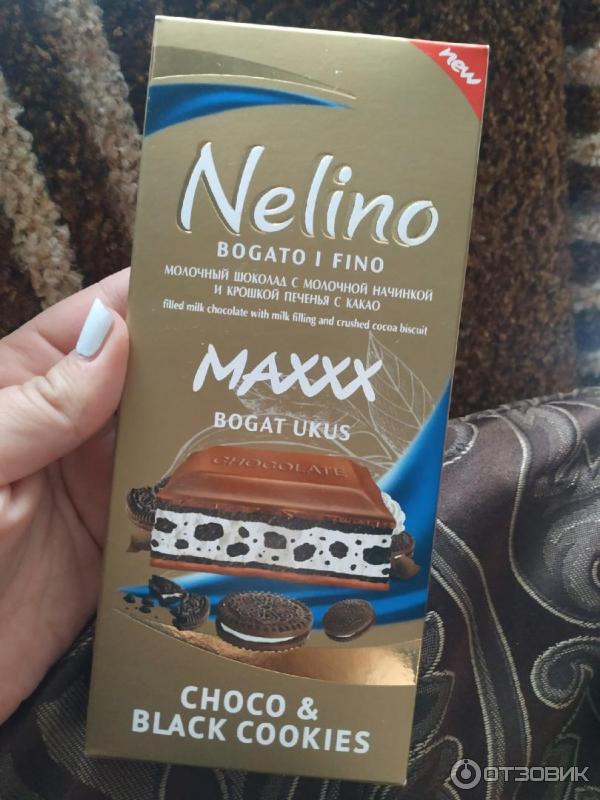 new
Nelino
BOGATO I FINO
МОЛОЧНЫЙ ШОКОЛАД С МОЛОЧНОЙ НАЧИНКОЙ
И КРОШКОЙ ПЕЧЕНЬЯ С КАКАО
filled milk chocolate with milk filling and crushed cocoa biscuit
MAXXX
BOGAT UKUS
CHOCOLATE
CHOCO &
BLACK COOKIES
ОТЗОВИК